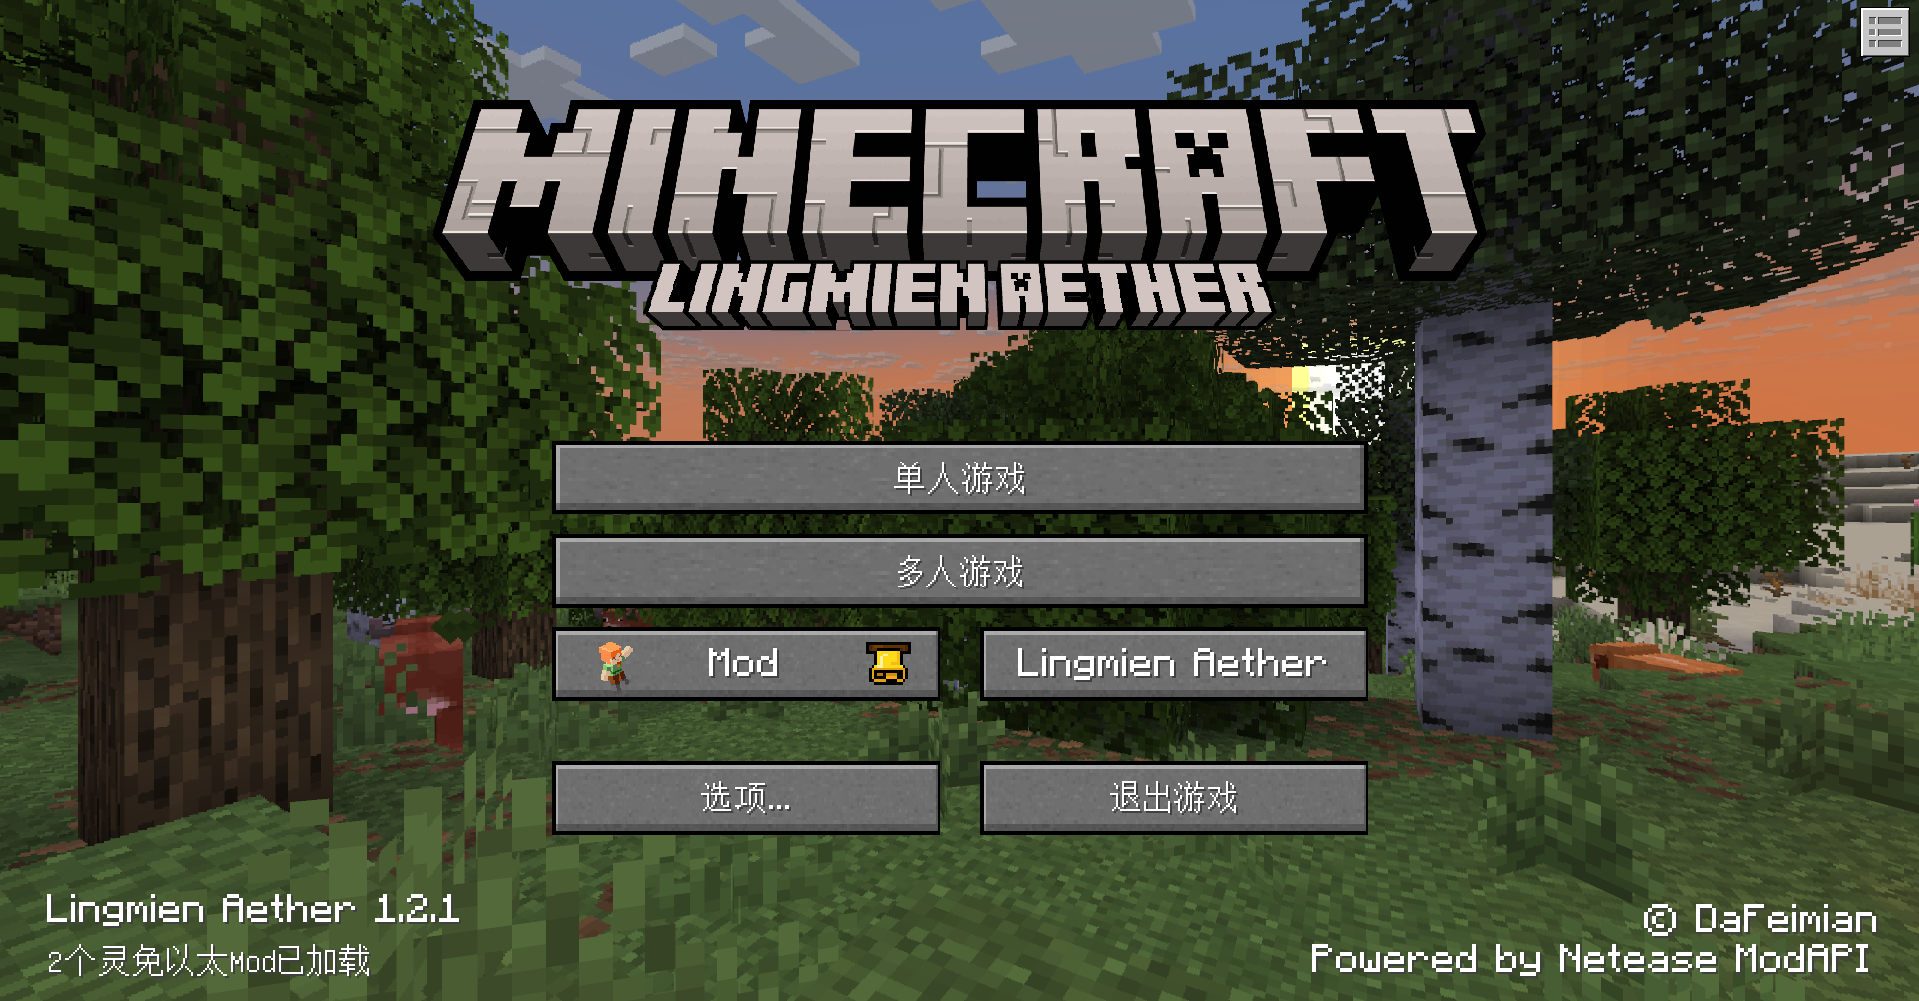 MINECRAFT
LINGMIEN AETHER
单人游戏
多人游戏
Mod
Lingmien Aether
选项...
退出游戏
Lingmien Aether 1.2.1
2个灵免以太Mod已加载
© DaFeimian
Powered by Netease ModAPI